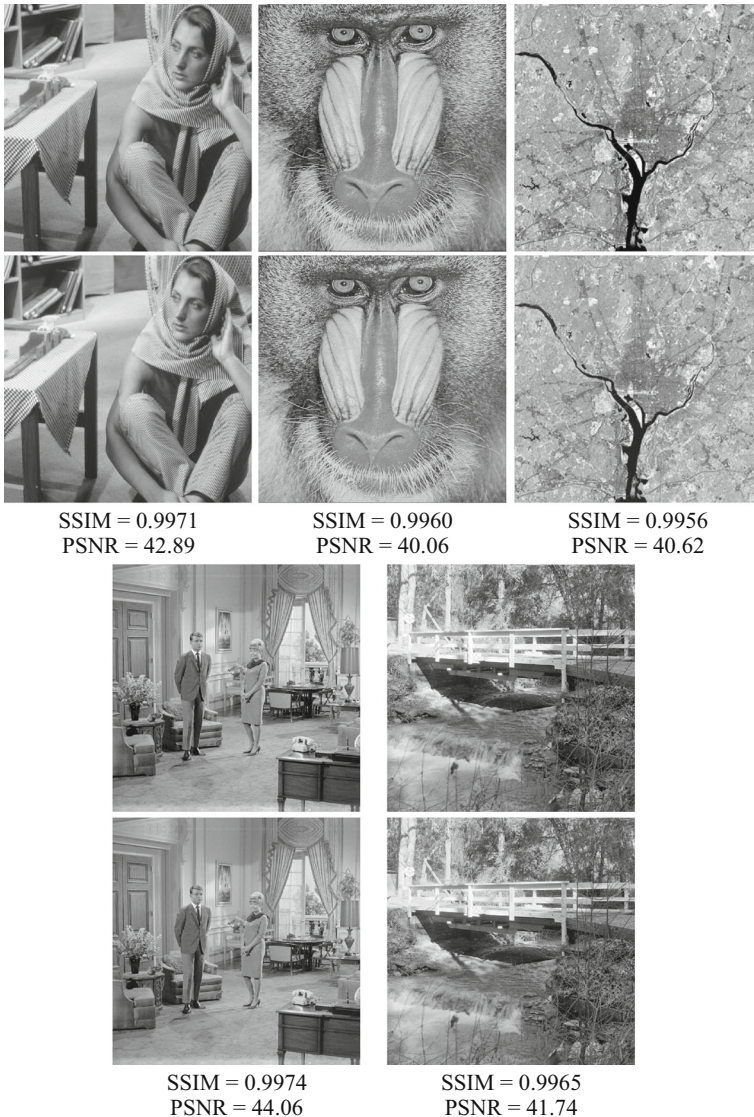 SSIM = 0.9971
PSNR = 42.89
SSIM = 0.9960
PSNR = 40.06
SSIM = 0.9956
PSNR = 40.62
SSIM = 0.9974
PSNR = 44.06
SSIM = 0.9965
PSNR = 41.74